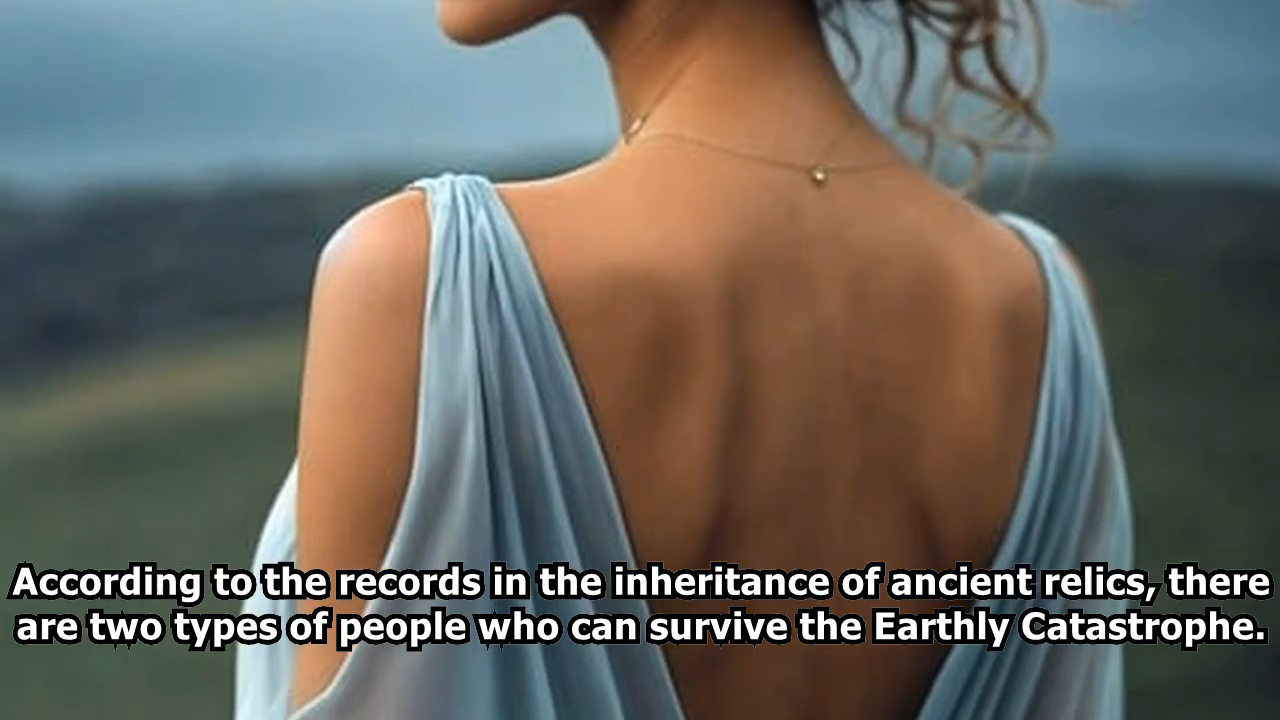 According to the records in the inheritance of ancient relics, there
are two types of people who can survive the Earthly Catastrophe.